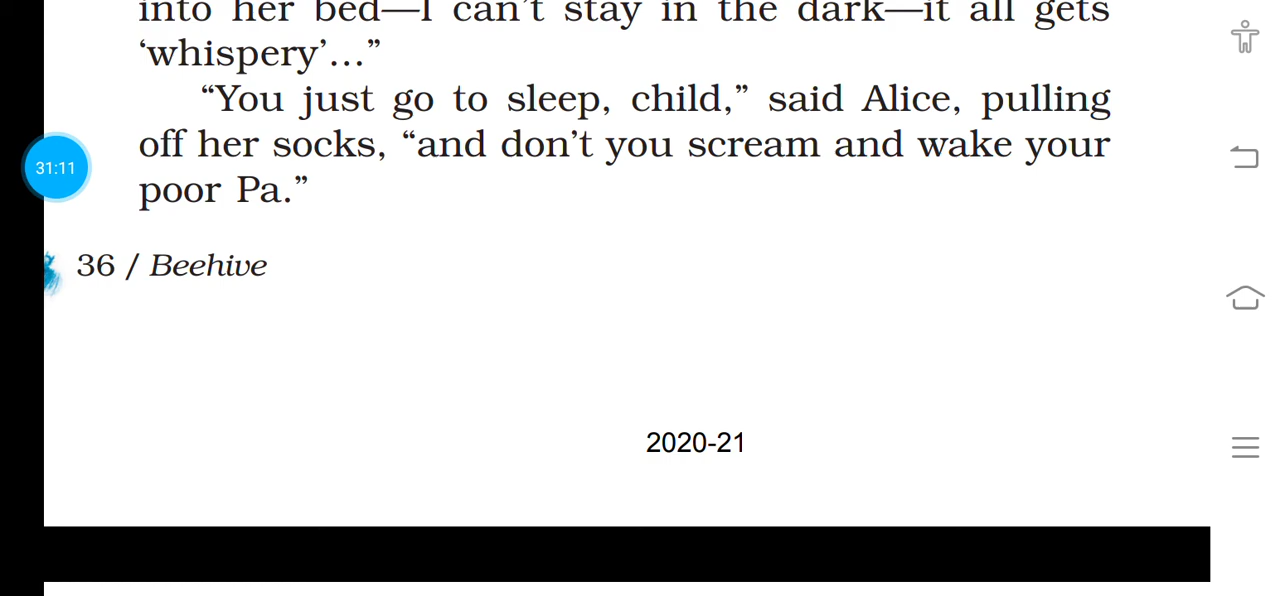 into her bed—I can’t stay in the dark—it all gets
‘whispery’...”
“You just go to sleep, child,” said Alice, pulling
off her socks, “and don’t you scream and wake your
poor Pa.”
31:11
36 / Beehive
2020-21